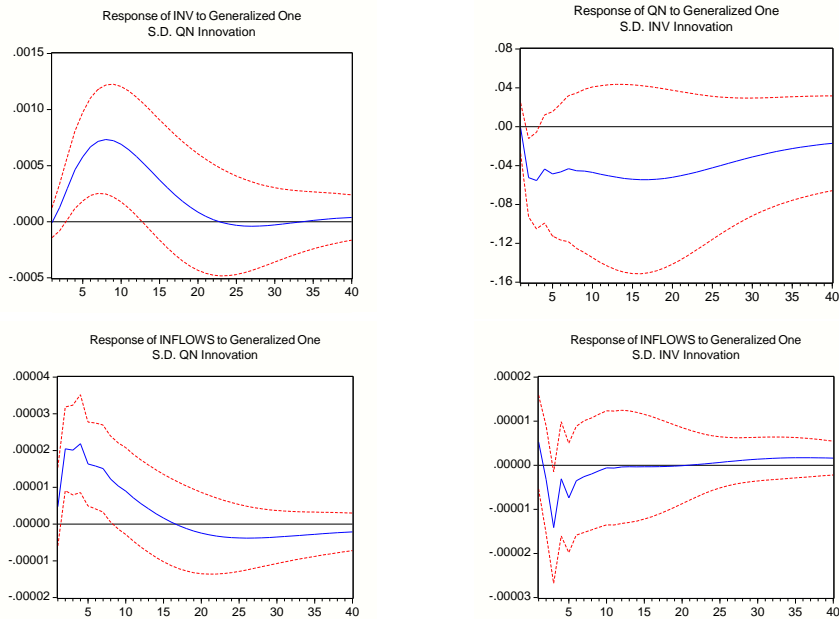 Response of INV to Generalized One
S.D. QN Innovation
.0015
.0010
.0005
.0000
-.0005
5 10 15 20 25 30 35 40
Response of QN to Generalized One
S.D. INV Innovation
.08
.04
.00
-.04
-.08
-.12
-.16
5 10 15 20 25 30 35 40
Response of INFLOWS to Generalized One
S.D. QN Innovation
.00004
.00003
.00002
.00001
.00000
-.00001
-.00002
5 10 15 20 25 30 35 40
Response of INFLOWS to Generalized One
S.D. INV Innovation
.00002
.00001
.00000
-.00001
-.00002
-.00003
5 10 15 20 25 30 35 40